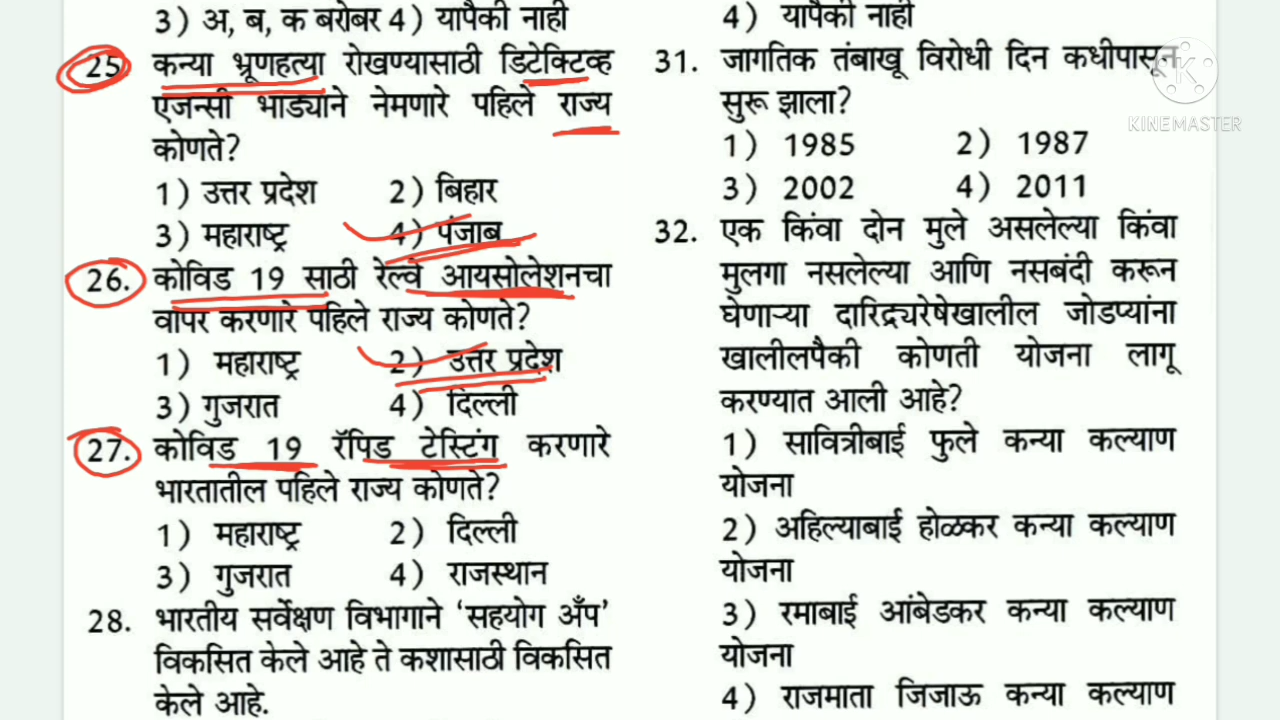 3) अ, ब, क बरोबर 4) यापैकी नाही
25 कन्या भ्रूणहत्या रोखण्यासाठी डिटेक्टिव्ह
एजन्सी भाड्याने नेमणारे पहिले राज्य
कोणते?
1) उत्तर प्रदेश 2) बिहार
3) महाराष्ट्र 4) पंजाब
26. कोविड 19 साठी रेल्वे आयसोलेशनचा
वापर करणारे पहिले राज्य कोणते?
1) महाराष्ट्र 2) उत्तर प्रदेश
3) गुजरात 4) दिल्ली
27. कोविड 19 रॅपिड टेस्टिंग करणारे
भारतातील पहिले राज्य कोणते?
1) महाराष्ट्र 2) दिल्ली
3) गुजरात 4) राजस्थान
28. भारतीय सर्वेक्षण विभागाने ‘सहयोग अँप’
विकसित केले आहे ते कशासाठी विकसित
केले आहे.
4) यापैकी नाही
31. जागतिक तंबाखू विरोधी दिन कधीपासून
सुरू झाला?
1) 1985 2) 1987
3) 2002 4) 2011
32. एक किंवा दोन मुले असलेल्या किंवा
मुलगा नसलेल्या आणि नसबंदी करून
घेणाऱ्या दारिद्र्यरेषेखालील जोडप्यांना
खालीलपैकी कोणती योजना लागू
करण्यात आली आहे?
1) सावित्रीबाई फुले कन्या कल्याण
योजना
2) अहिल्याबाई होळकर कन्या कल्याण
योजना
3) रमाबाई आंबेडकर कन्या कल्याण
योजना
4) राजमाता जिजाऊ कन्या कल्याण
K
KINEMASTER